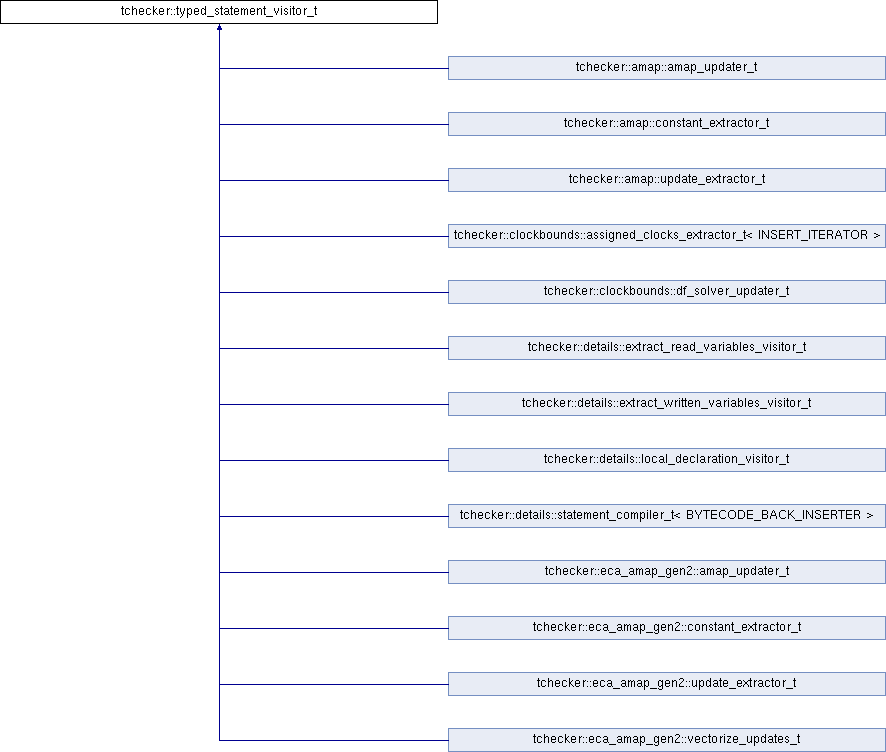 tchecker::typed_statement_visitor_t
tchecker::amap::amap_updater_t
tchecker::amap::constant_extractor_t
tchecker::amap::update_extractor_t
tchecker::clockbounds::assigned_clocks_extractor_t< INSERT_ITERATOR >
tchecker::clockbounds::df_solver_updater_t
tchecker::details::extract_read_variables_visitor_t
tchecker::details::extract_written_variables_visitor_t
tchecker::details::local_declaration_visitor_t
tchecker::details::statement_compiler_t< BYTECODE_BACK_INSERTER >
tchecker::eca_amap_gen2::amap_updater_t
tchecker::eca_amap_gen2::constant_extractor_t
tchecker::eca_amap_gen2::update_extractor_t
tchecker::eca_amap_gen2::vectorize_updates_t